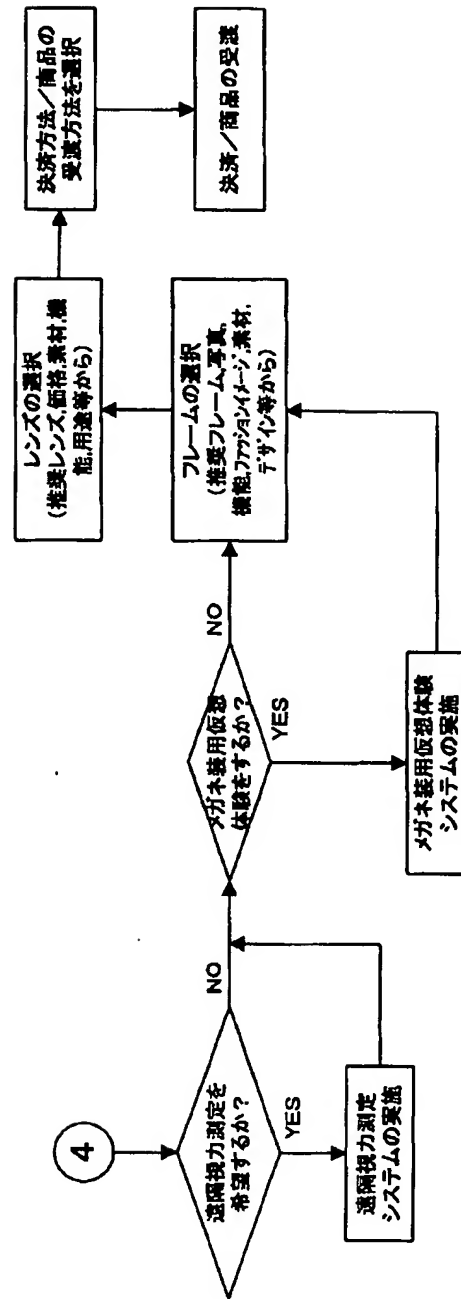 4
遠隔視力測定を
希望するか?
NO
YES
遠隔視力測定
システムの実施
メガネ装用仮想
体験をするか?
NO
YES
メガネ装用仮想体験
システムの実施
フレームの選択
(推奨フレーム,写真,
機能,ファッションイメージ,素材,
デザイン等から)
レンズの選択
(推奨レンズ,価格,素材,機
能,用途等から)
決済方法/商品の
受渡方法を選択
決済/商品の受渡